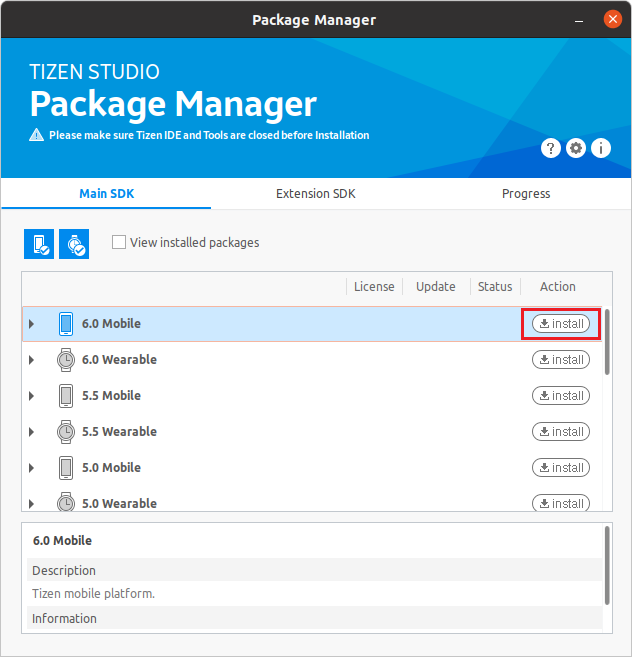 Package Manager
TIZEN STUDIO
Package Manager
Please make sure Tizen IDE and Tools are closed before Installation
? i
Main SDK Extension SDK Progress
View installed packages
License Update Status Action
6.0 Mobile install
6.0 Wearable install
5.5 Mobile install
5.5 Wearable install
5.0 Mobile install
5.0 Wearable install
6.0 Mobile
Description
Tizen mobile platform.
Information